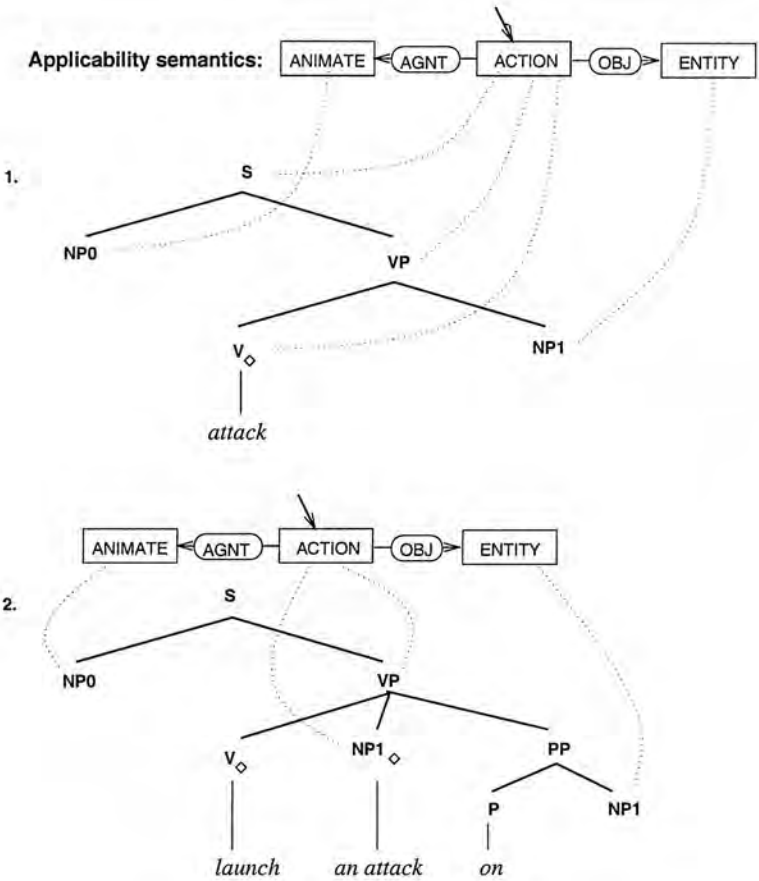 Applicability semantics: ANIMATE AGNT ACTION OBJ ENTITY
1.
S
NP0 VP
V◇ NP1
attack
ANIMATE AGNT ACTION OBJ ENTITY
2.
S
NP0 VP
V◇ NP1◇ PP
P NP1
launch an attack on